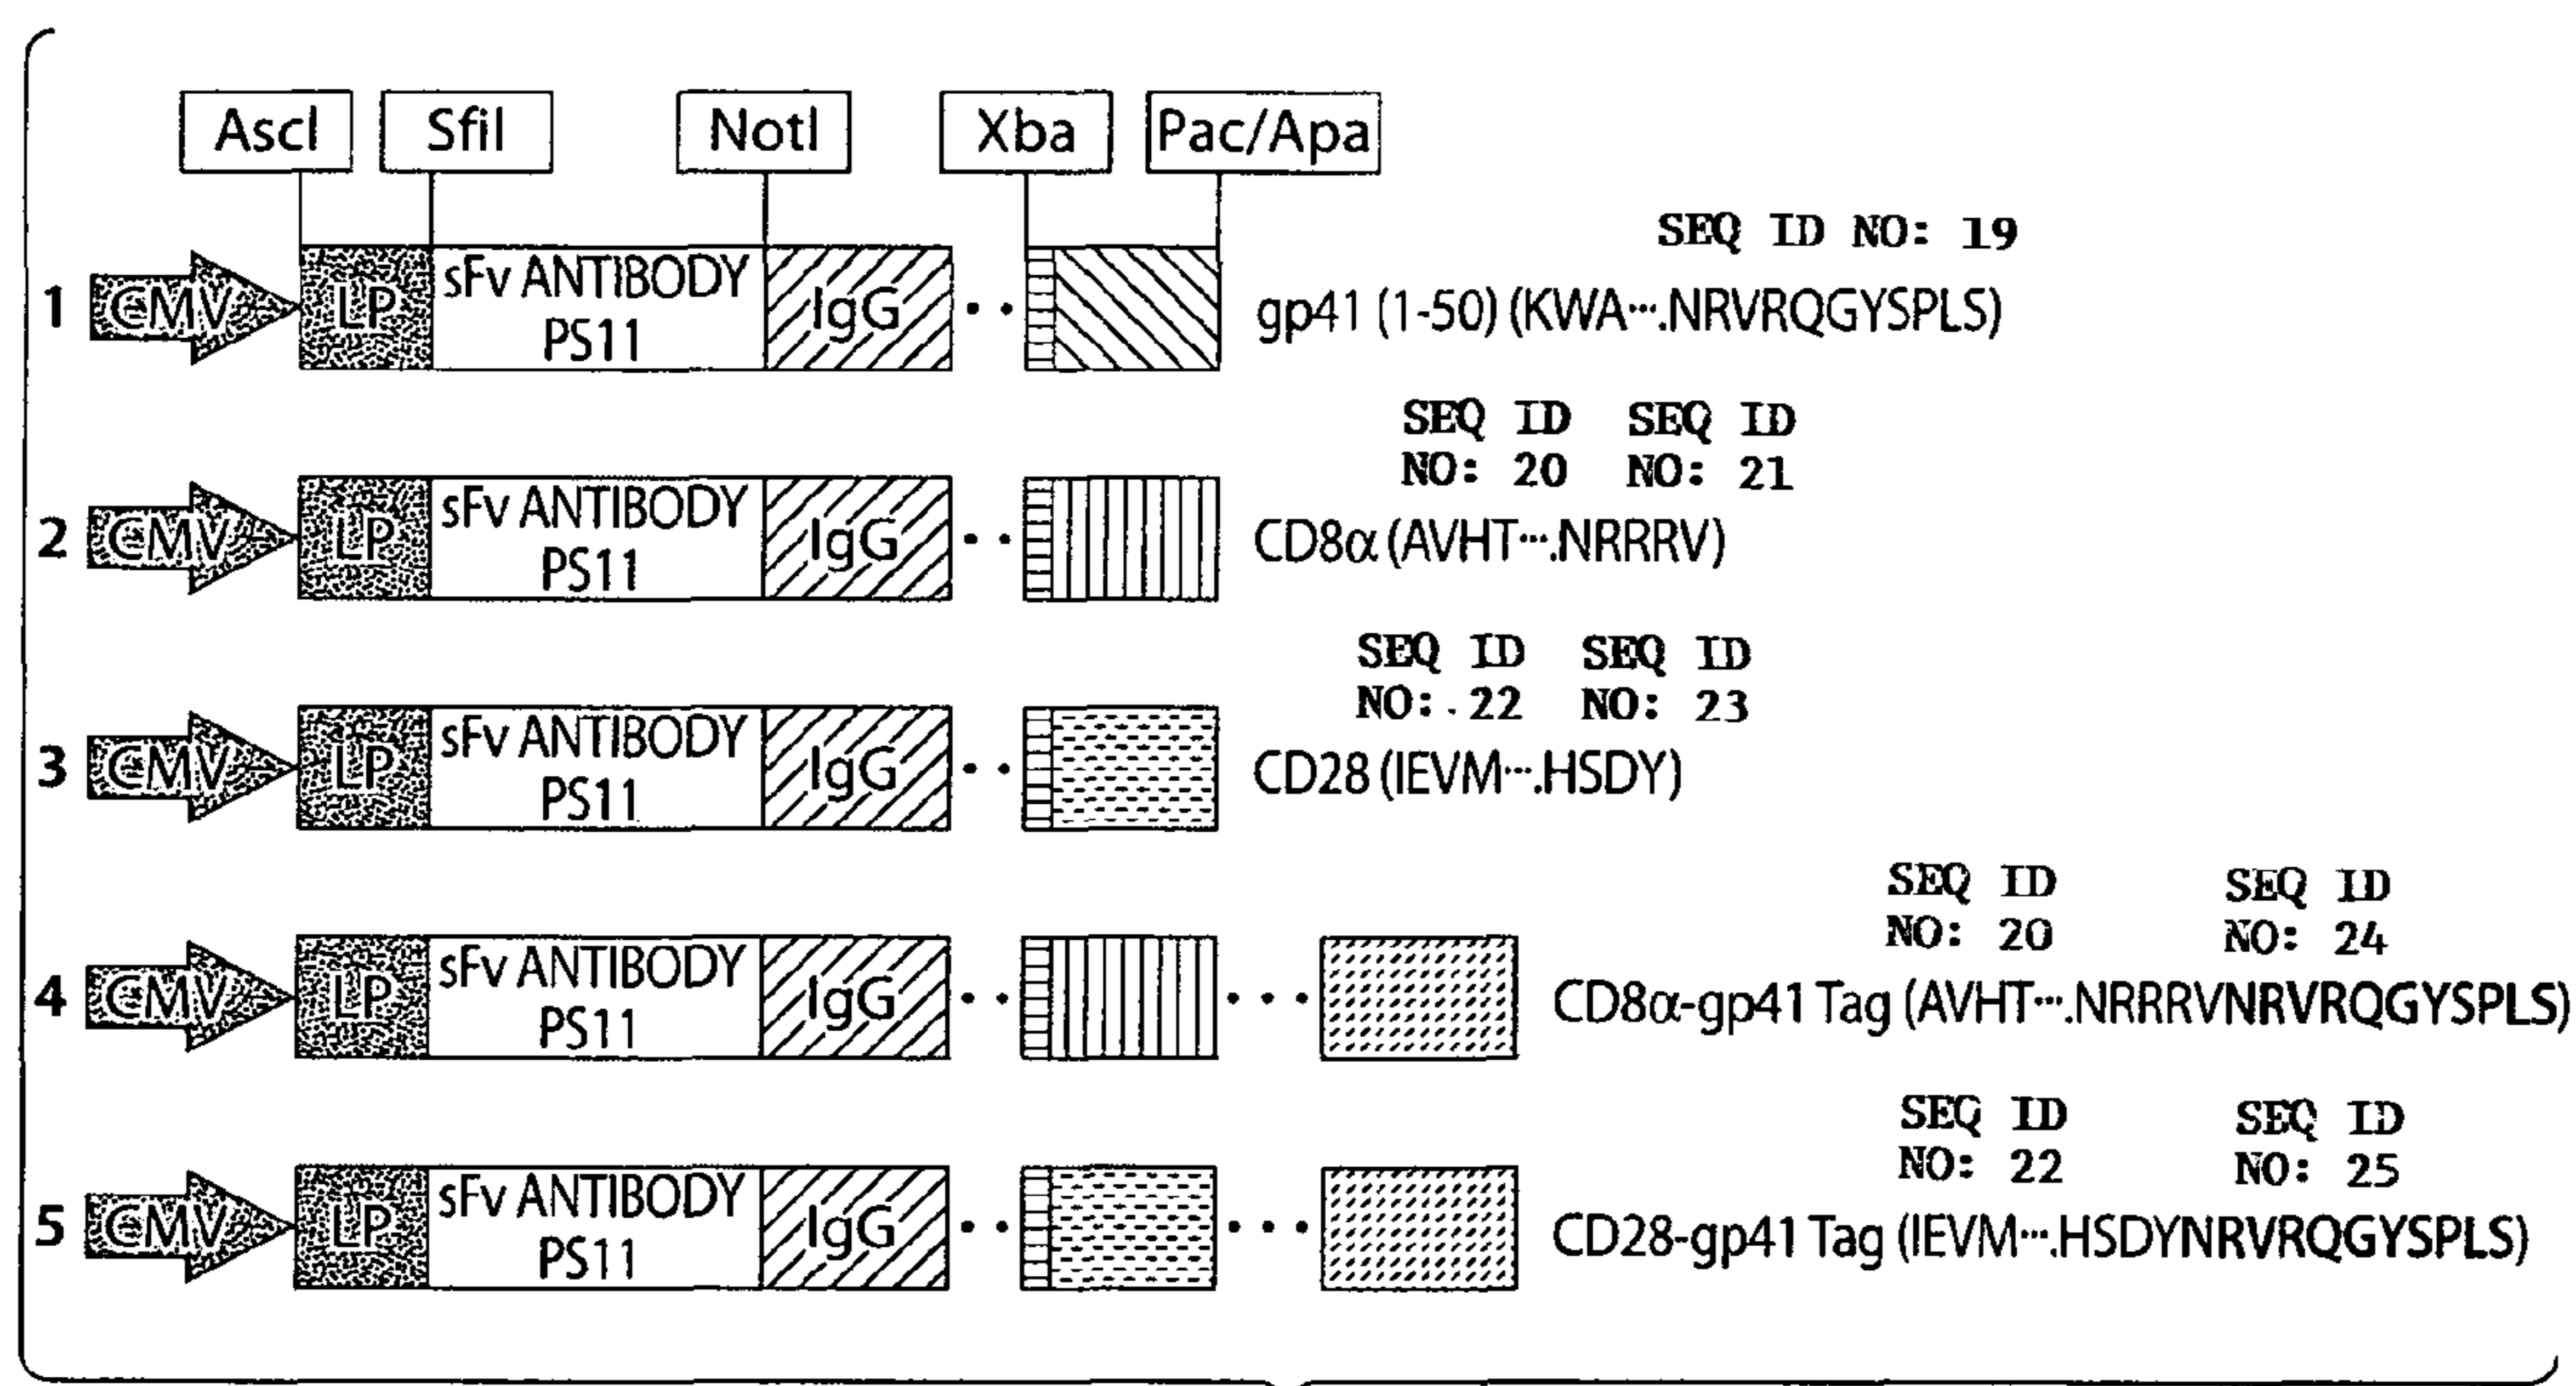 AscI SfiI NotI Xba Pac/Apa
SEQ ID NO: 19
1 CMV LP sFv ANTIBODY PS11 IgG gp41 (1-50) (KWA···.NRVRQGYSPLS)
SEQ ID SEQ ID
NO: 20 NO: 21
2 CMV LP sFv ANTIBODY PS11 IgG CD8α (AVHT···.NRRRV)
SEQ ID SEQ ID
NO: 22 NO: 23
3 CMV LP sFv ANTIBODY PS11 IgG CD28 (IEVM···.HSDY)
SEQ ID SEQ ID
NO: 20 NO: 24
4 CMV LP sFv ANTIBODY PS11 IgG CD8α-gp41 Tag (AVHT···.NRRRVNRVRQGYSPLS)
SEQ ID SEQ ID
NO: 22 NO: 25
5 CMV LP sFv ANTIBODY PS11 IgG CD28-gp41 Tag (IEVM···.HSDYNRVRQGYSPLS)